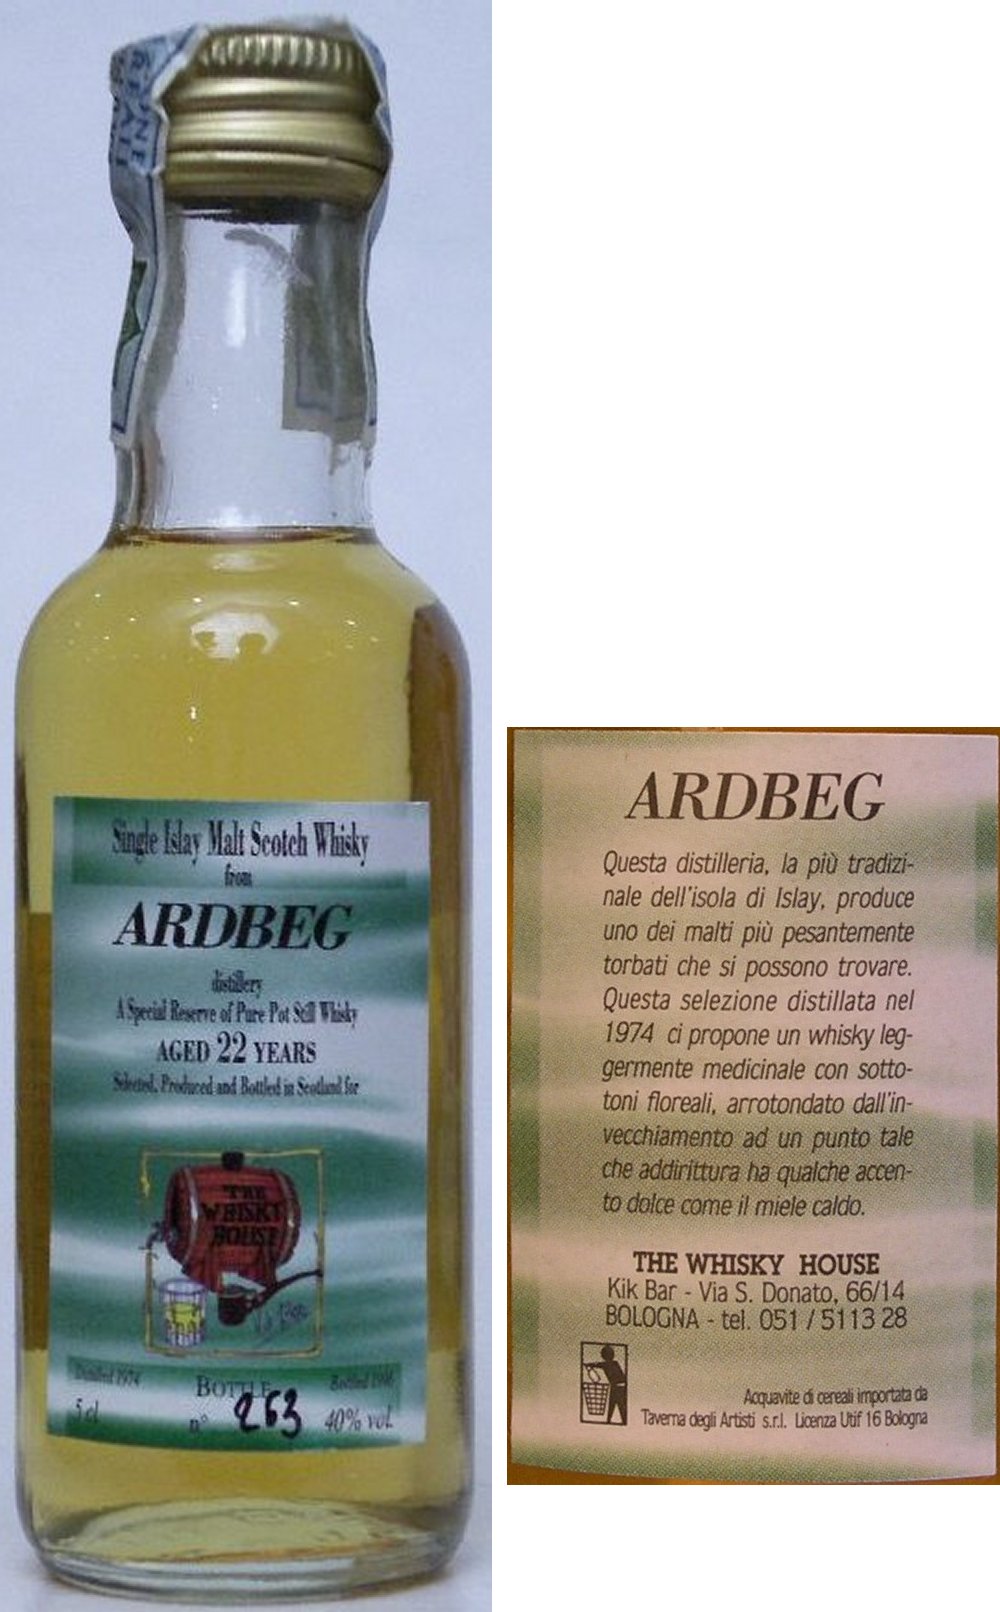 Single Islay Malt Scotch Whisky
from
ARDBEG
distillery
A Special Reserve of Pure Pot Still Whisky
AGED 22 YEARS
Selected, Produced and Bottled in Scotland for
THE
WHISKY
HOUSE
Distilled 1974
BOTTLE
Bottled 1996
5 cl
n° 263
40% vol.
ARDBEG
Questa distilleria, la più tradizi-
nale dell'isola di Islay, produce
uno dei malti più pesantemente
torbati che si possono trovare.
Questa selezione distillata nel
1974 ci propone un whisky leg-
germente medicinale con sotto-
toni floreali, arrotondato dall'in-
vecchiamento ad un punto tale
che addirittura ha qualche accen-
to dolce come il miele caldo.
THE WHISKY HOUSE
Kik Bar - Via S. Donato, 66/14
BOLOGNA - tel. 051 / 5113 28
Acquavite di cereali importata da
Taverna degli Artisti s.r.l. Licenza Utif 16 Bologna